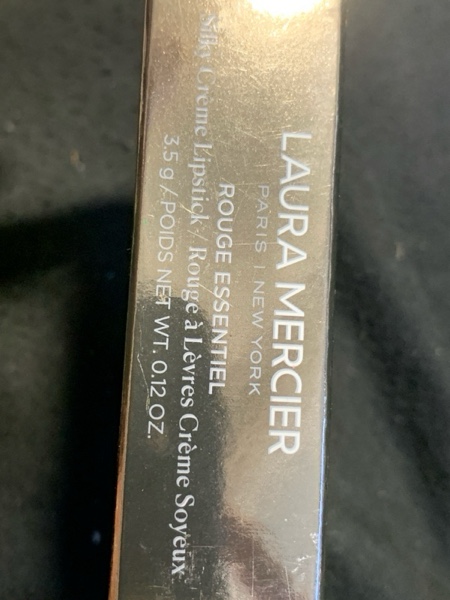 LAURA MERCIER
PARIS | NEW YORK
ROUGE ESSENTIEL
Silky Crème Lipstick / Rouge à Lèvres Crème Soyeux
3.5 g / POIDS NET WT. 0.12 OZ.